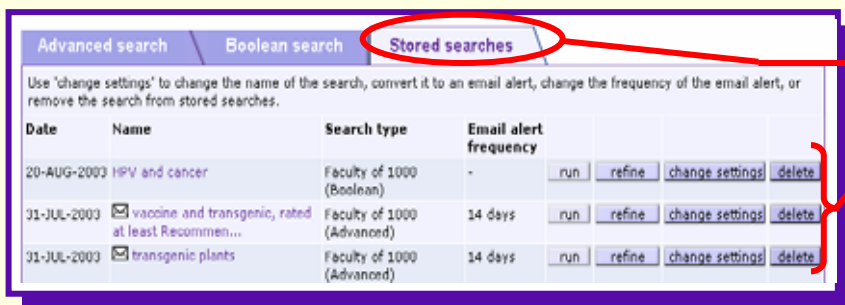 Advanced search Boolean search Stored searches
Use 'change settings' to change the name of the search, convert it to an email alert, change the frequency of the email alert, or
remove the search from stored searches.
Date Name Search type Email alert
frequency
20-AUG-2003 HPV and cancer Faculty of 1000 - run refine change settings delete
(Boolean)
31-JUL-2003 vaccine and transgenic, rated Faculty of 1000 14 days run refine change settings delete
at least Recommen... (Advanced)
31-JUL-2003 transgenic plants Faculty of 1000 14 days run refine change settings delete
(Advanced)